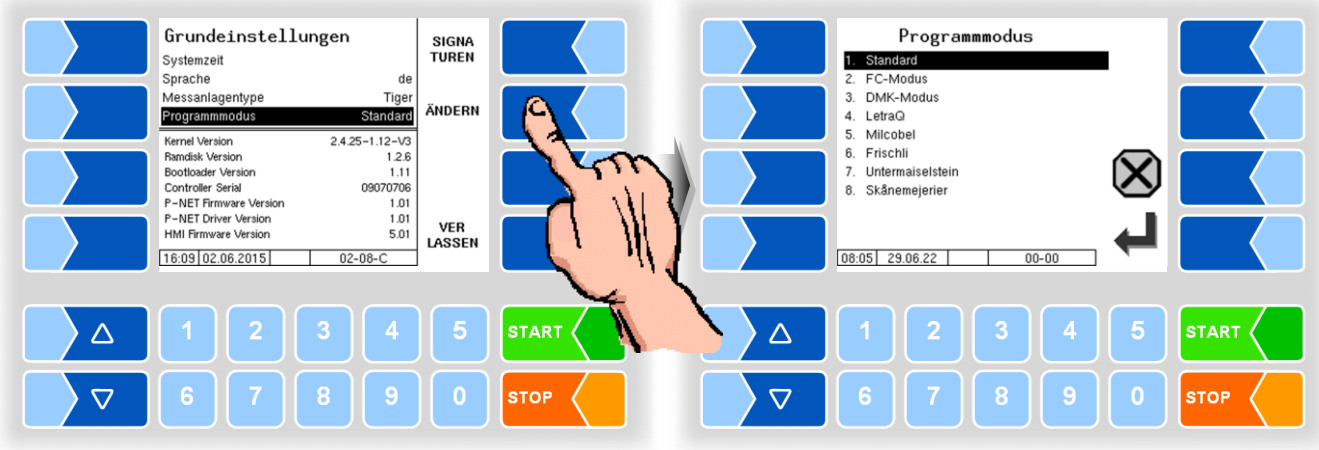 Grundeinstellungen
Systemzeit
Sprache de
Messanlagentype Tiger
Programmmodus Standard
Kernel Version 2.4.25-1.12-V3
Ramdisk Version 1.2.6
Bootloader Version 1.11
Controller Serial 09070706
P-NET Firmware Version 1.01
P-NET Driver Version 1.01
HMI Firmware Version 5.01
16:09 02.06.2015 02-08-C
SIGNA
TUREN
ÄNDERN
VER
LASSEN
1 2 3 4 5 START
6 7 8 9 0 STOP
Programmmodus
1. Standard
2. FC-Modus
3. DMK-Modus
4. LetraQ
5. Milcobel
6. Frischli
7. Untermaiselstein
8. Skånemejerier
08:05 29.06.22 00-00
1 2 3 4 5 START
6 7 8 9 0 STOP